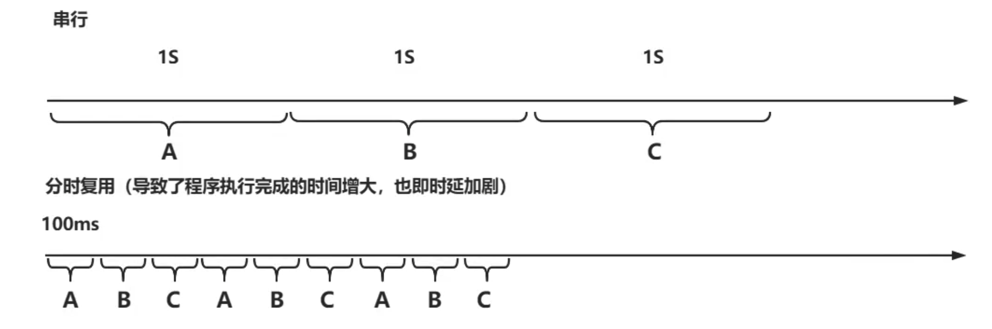 串行
1S 1S 1S
A B C
分时复用（导致了程序执行完成的时间增大，也即时延加剧）
100ms
A B C A B C A B C